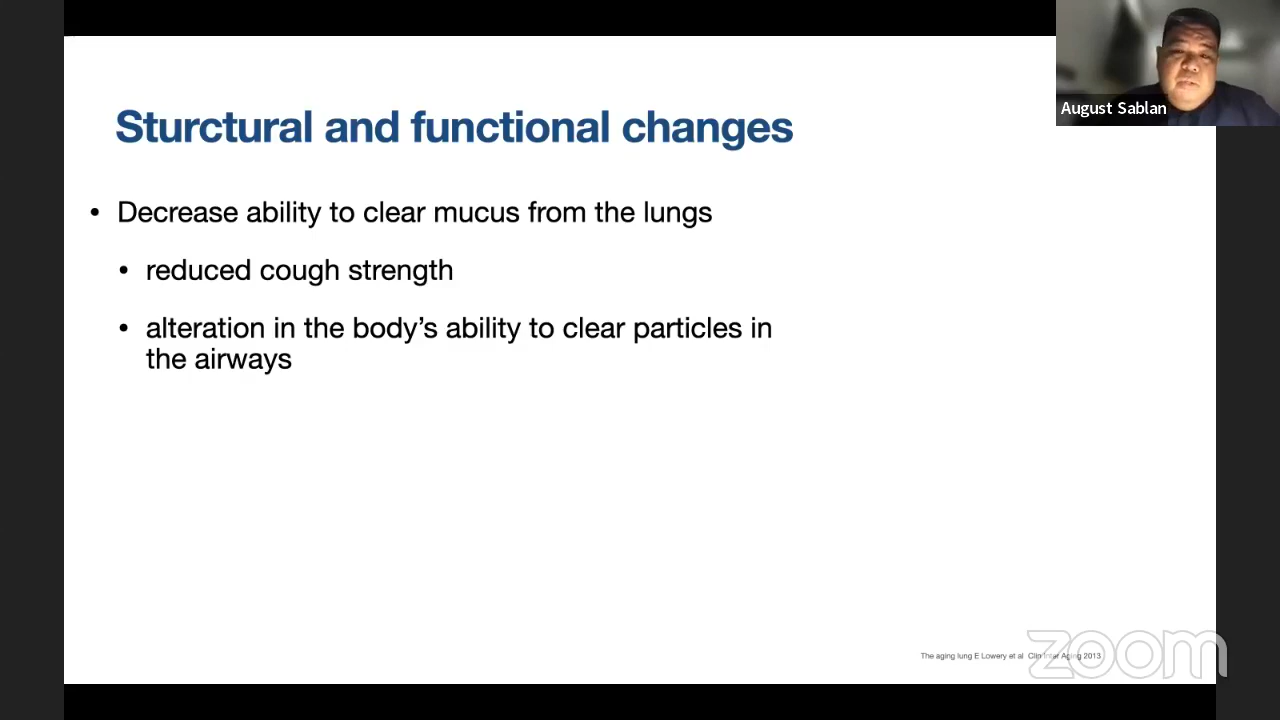 August Sablan
Sturctural and functional changes
• Decrease ability to clear mucus from the lungs
• reduced cough strength
• alteration in the body’s ability to clear particles in
the airways
The aging lung E Lowery et al Clin Inter Aging 2013
zoom